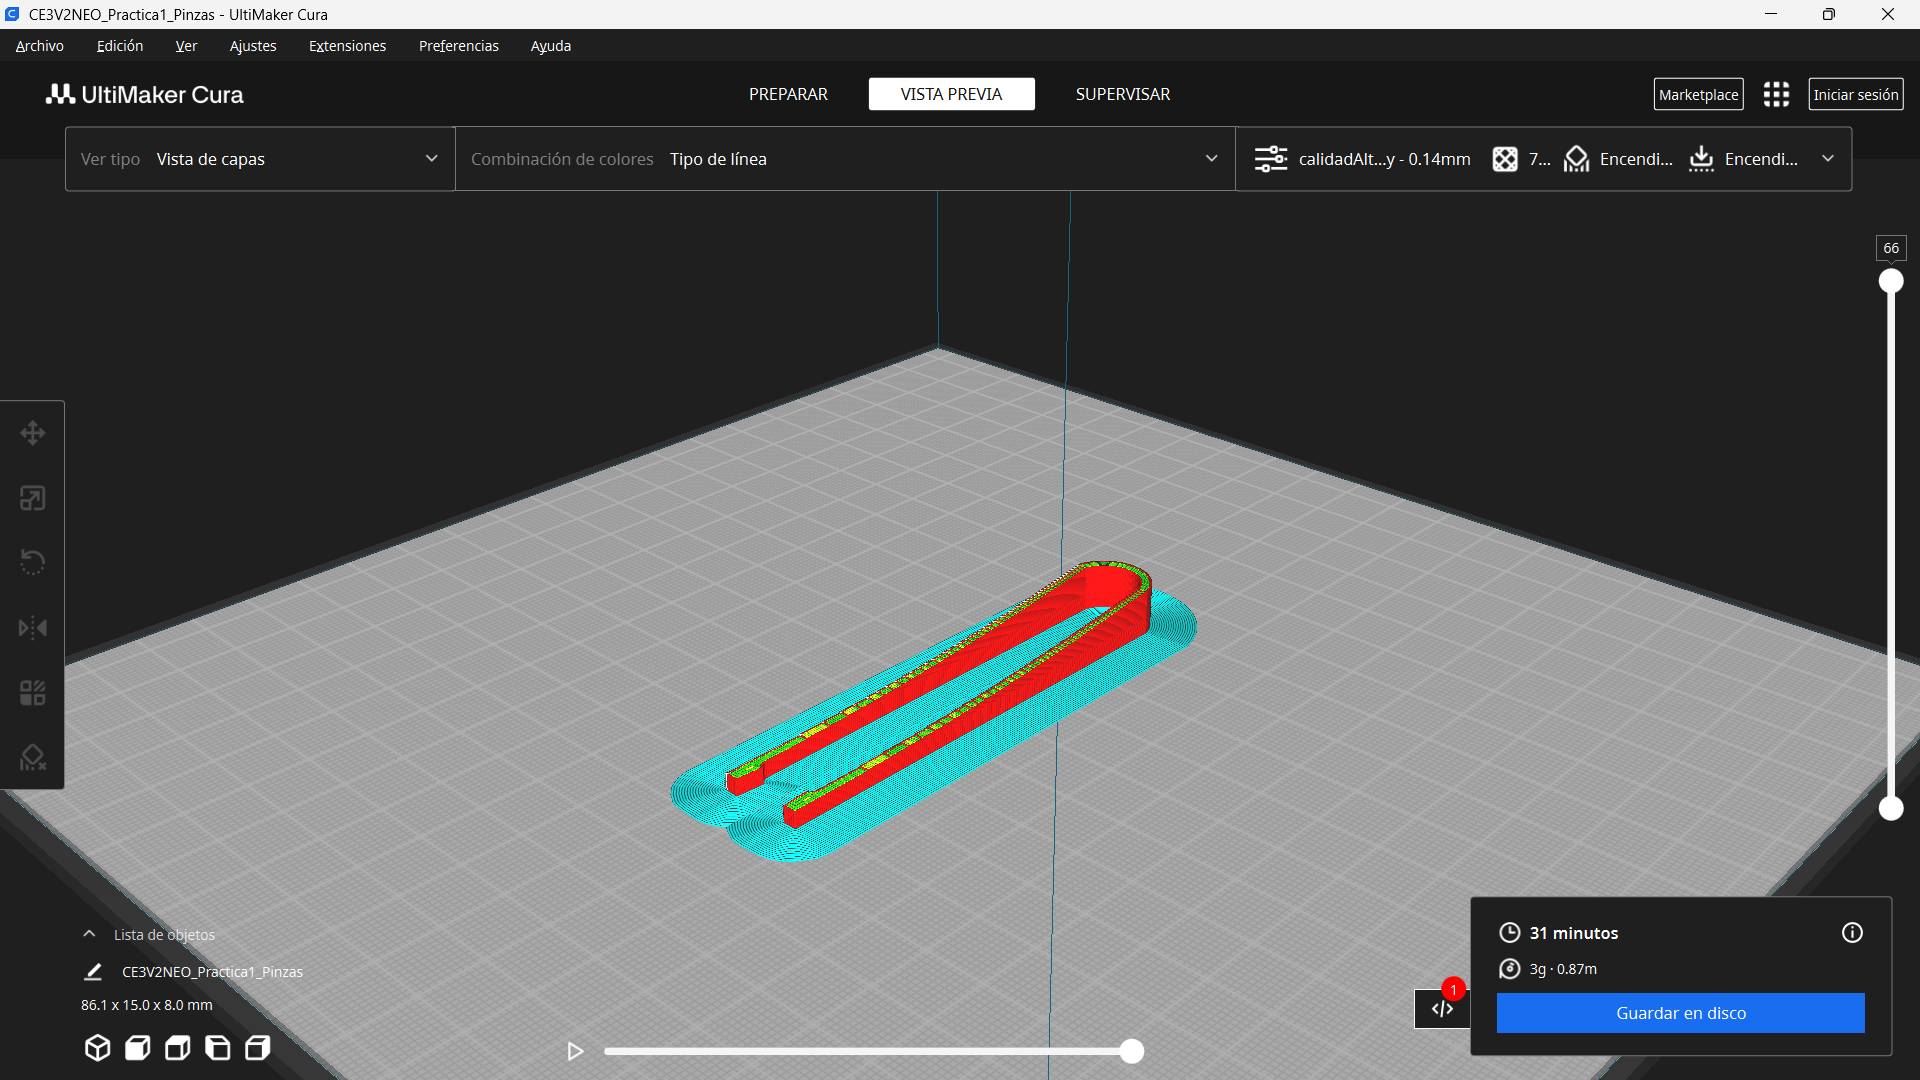 CE3V2NEO_Practica1_Pinzas - UltiMaker Cura
Archivo Edición Ver Ajustes Extensiones Preferencias Ayuda
UltiMaker Cura
PREPARAR VISTA PREVIA SUPERVISAR
Marketplace
Iniciar sesión
Ver tipo Vista de capas
Combinación de colores Tipo de línea
calidadAlt...y - 0.14mm 7... Encendi... Encendi...
66
Lista de objetos
CE3V2NEO_Practica1_Pinzas
86.1 x 15.0 x 8.0 mm
31 minutos
3g · 0.87m
1
Guardar en disco